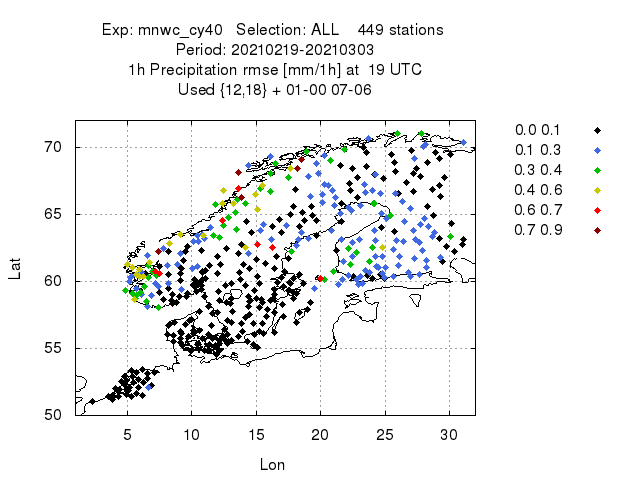 Exp: mnwc_cy40   Selection: ALL    449 stations
Period: 20210219-20210303
1h Precipitation rmse [mm/1h] at  19 UTC
Used {12,18} + 01-00 07-06
0.0 0.1
0.1 0.3
0.3 0.4
0.4 0.6
0.6 0.7
0.7 0.9
70
65
60
55
50
Lat
5 10 15 20 25 30
Lon